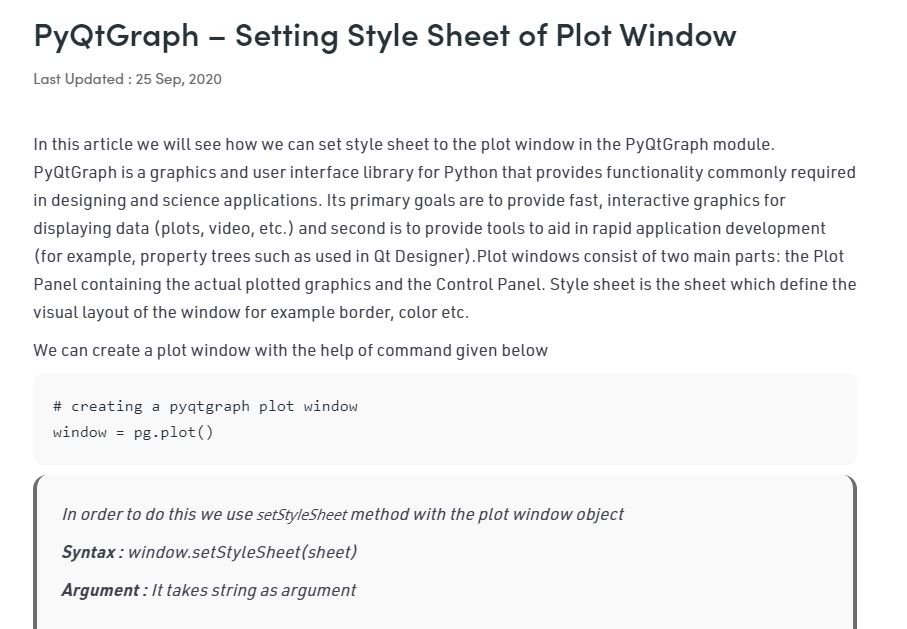 PyQtGraph – Setting Style Sheet of Plot Window
Last Updated : 25 Sep, 2020
In this article we will see how we can set style sheet to the plot window in the PyQtGraph module.
PyQtGraph is a graphics and user interface library for Python that provides functionality commonly required
in designing and science applications. Its primary goals are to provide fast, interactive graphics for
displaying data (plots, video, etc.) and second is to provide tools to aid in rapid application development
(for example, property trees such as used in Qt Designer).Plot windows consist of two main parts: the Plot
Panel containing the actual plotted graphics and the Control Panel. Style sheet is the sheet which define the
visual layout of the window for example border, color etc.
We can create a plot window with the help of command given below
# creating a pyqtgraph plot window
window = pg.plot()
In order to do this we use setStyleSheet method with the plot window object
Syntax : window.setStyleSheet(sheet)
Argument : It takes string as argument